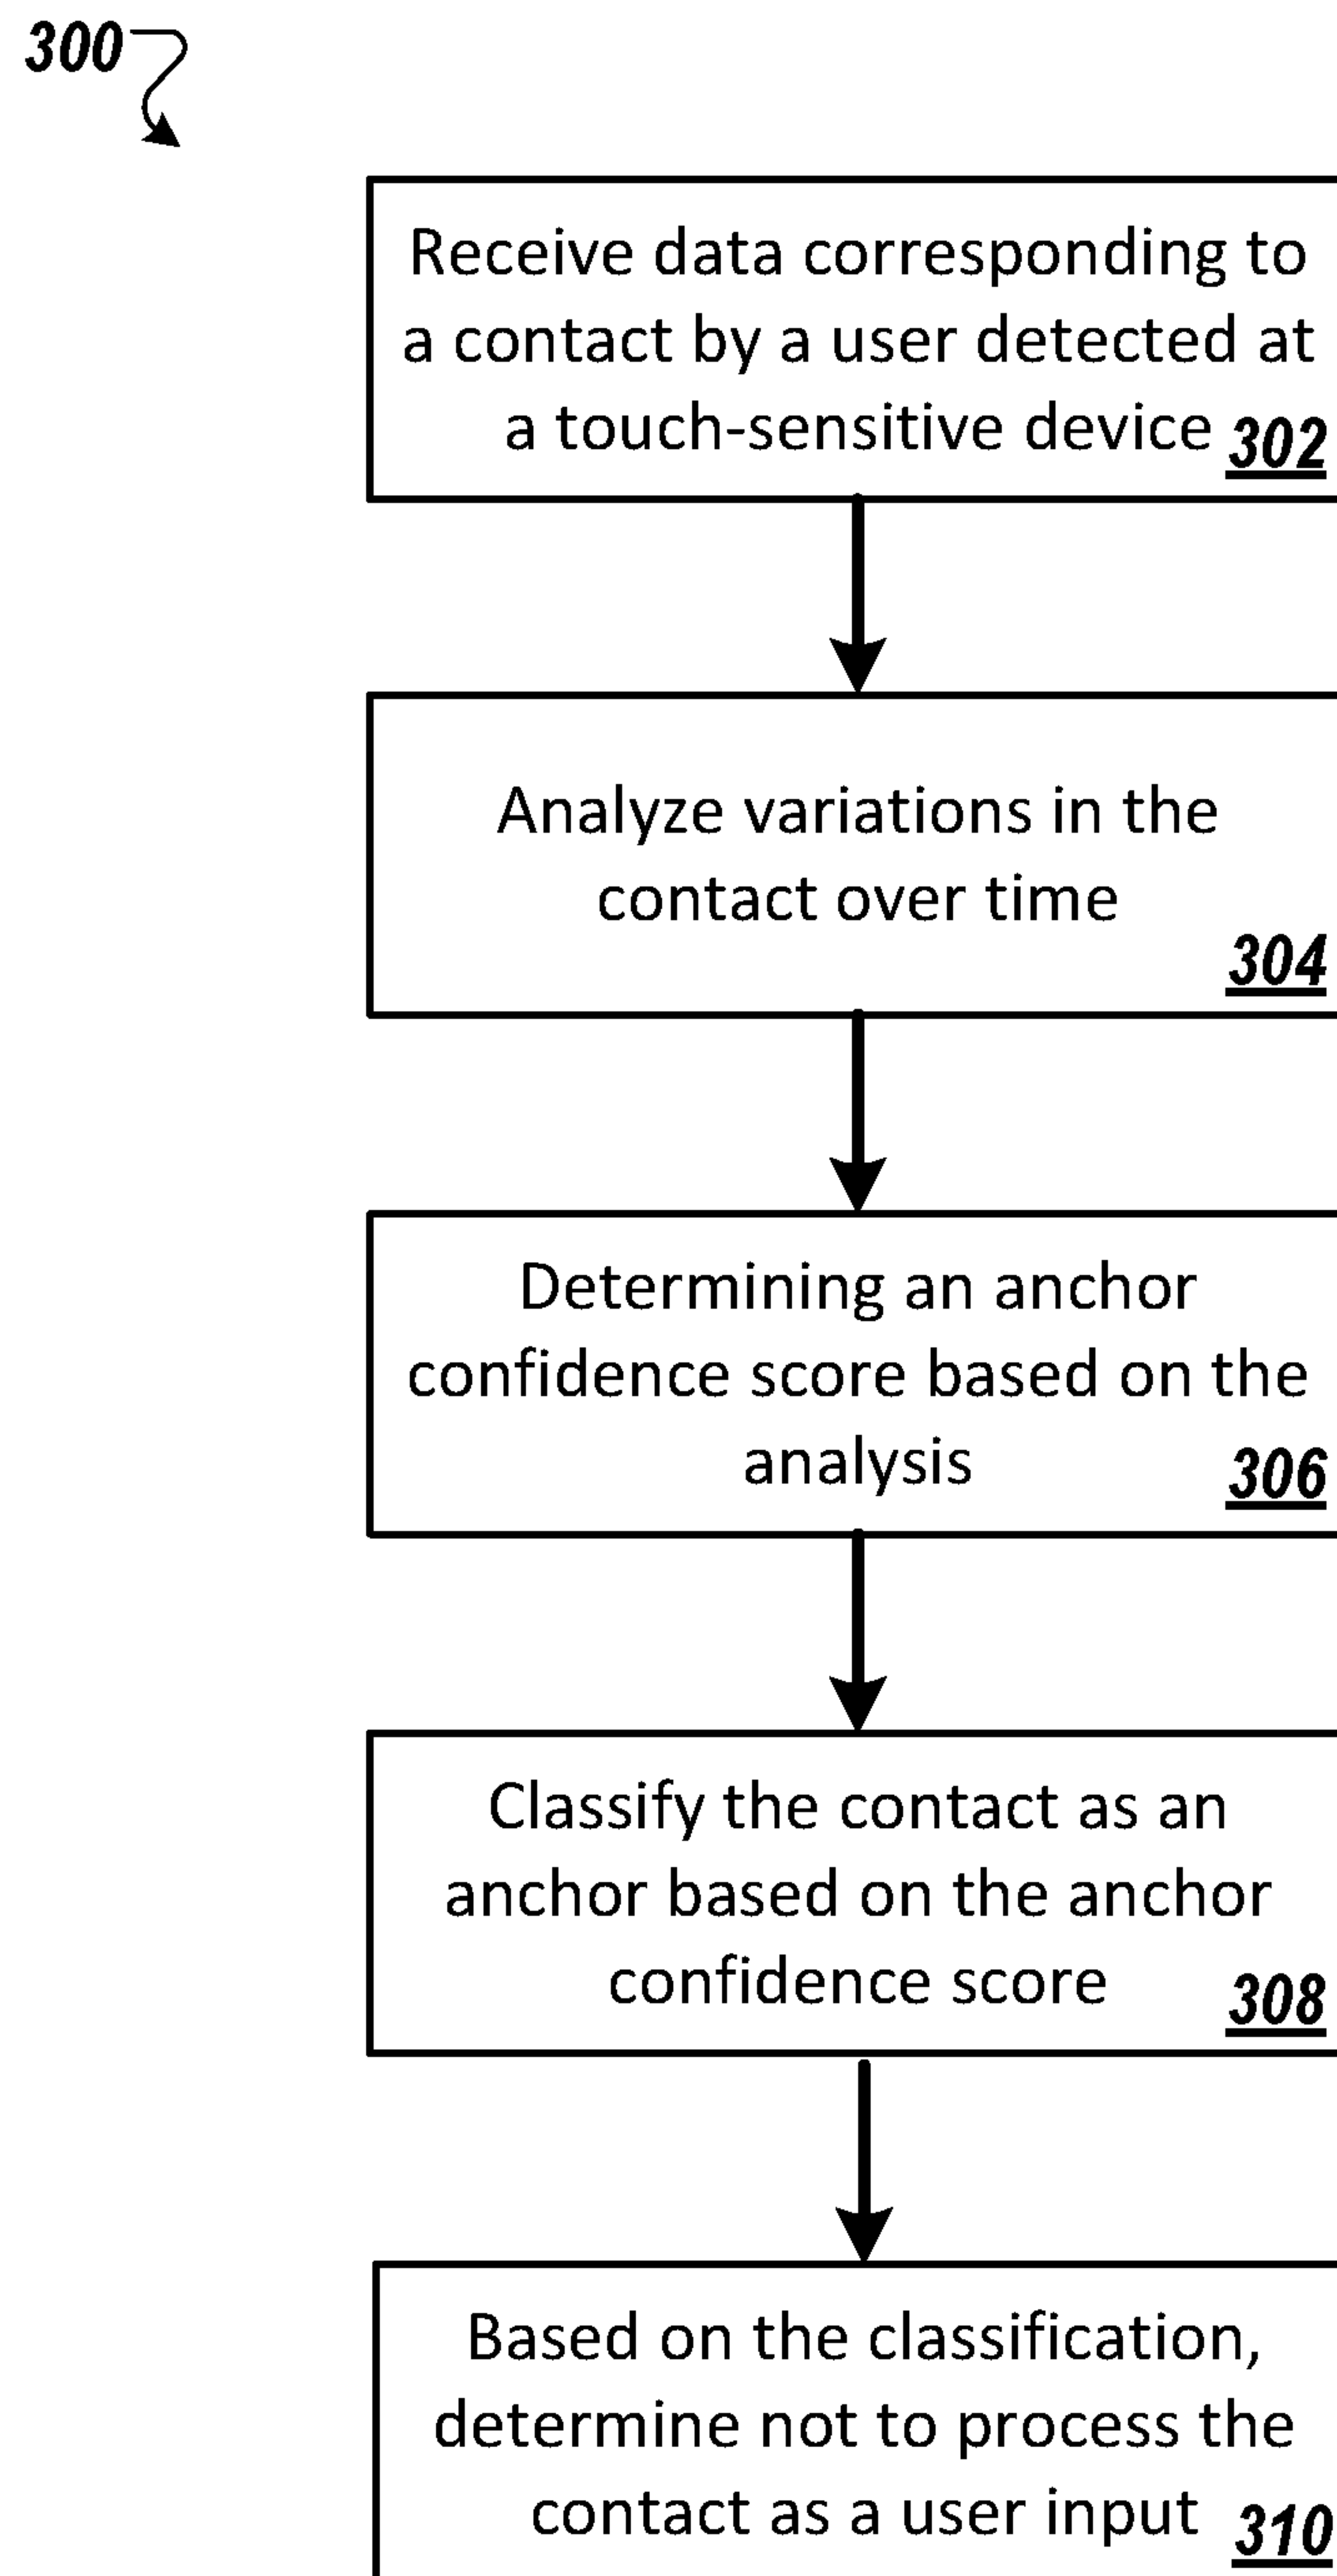 300
Receive data corresponding to
a contact by a user detected at
a touch-sensitive device 302
Analyze variations in the
contact over time
304
Determining an anchor
confidence score based on the
analysis 306
Classify the contact as an
anchor based on the anchor
confidence score 308
Based on the classification,
determine not to process the
contact as a user input 310